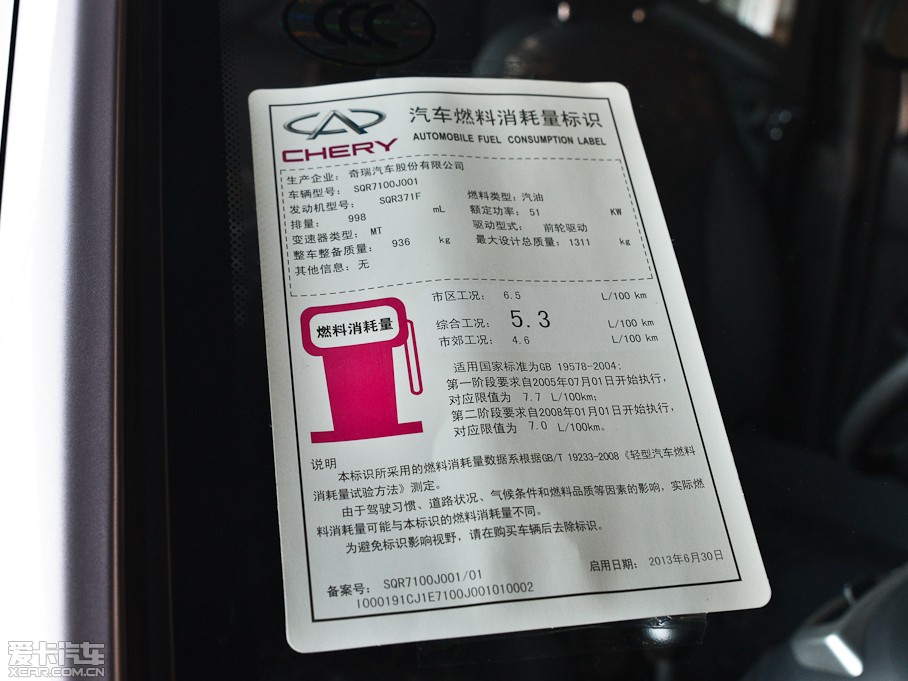 CCC
CHERY
汽车燃料消耗量标识
AUTOMOBILE FUEL CONSUMPTION LABEL
生产企业: 奇瑞汽车股份有限公司
车辆型号: SQR7100J001
发动机型号: SQR371F 燃料类型: 汽油
排量: 998 mL 额定功率: 51 KW
变速器类型: MT 驱动型式: 前轮驱动
整车整备质量: 936 kg 最大设计总质量: 1311 kg
其他信息: 无
燃料消耗量
市区工况: 6.5 L/100 km
综合工况: 5.3 L/100 km
市郊工况: 4.6 L/100 km
适用国家标准为GB 19578-2004;
第一阶段要求自2005年07月01日开始执行,
对应限值为 7.7 L/100km;
第二阶段要求自2008年01月01日开始执行,
对应限值为 7.0 L/100km。
说明
本标识所采用的燃料消耗量数据系根据GB/T 19233-2008《轻型汽车燃料
消耗量试验方法》测定。
由于驾驶习惯、道路状况、气候条件和燃料品质等因素的影响, 实际燃
料消耗量可能与本标识的燃料消耗量不同。
为避免标识影响视野, 请在购买车辆后去除标识。
备案号: SQR7100J001/01 启用日期: 2013年6月30日
I000191CJ1E7100J001010002
爱卡汽车
XCAR.COM.CN